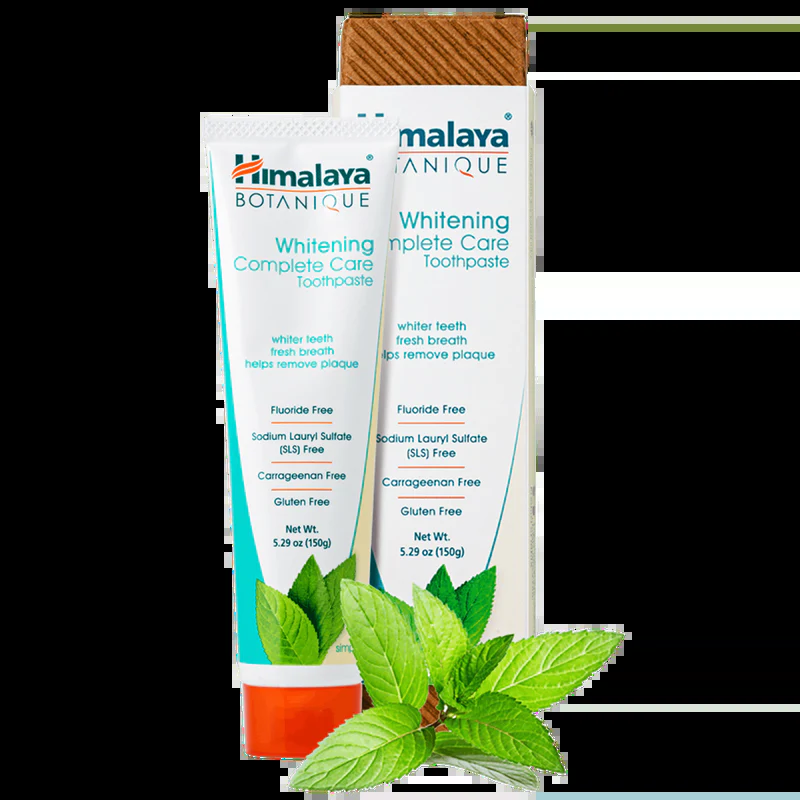 Himalaya®
BOTANIQUE
Whitening
Complete Care
Toothpaste
whiter teeth
fresh breath
helps remove plaque
Fluoride Free
Sodium Lauryl Sulfate
(SLS) Free
Carrageenan Free
Gluten Free
Net Wt.
5.29 oz (150g)
malaya®
TANIQUE
Whitening
mplete Care
Toothpaste
whiter teeth
fresh breath
lps remove plaque
Fluoride Free
Sodium Lauryl Sulfate
(SLS) Free
Carrageenan Free
Gluten Free
Net Wt.
5.29 oz (150g)